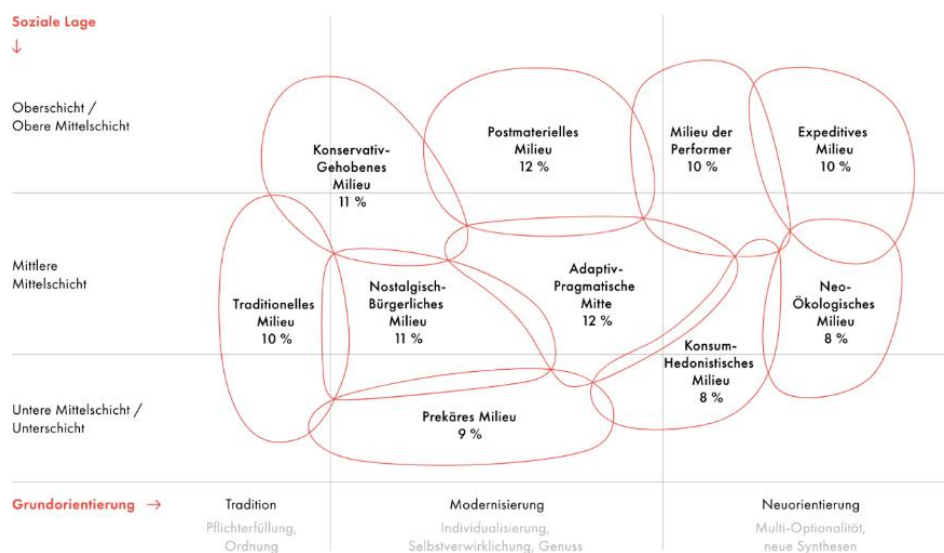 Soziale Lage
↓
Oberschicht /
Obere Mittelschicht
Konservativ-
Gehobenes
Milieu
11 %
Postmaterielles
Milieu
12 %
Milieu der
Performer
10 %
Expeditives
Milieu
10 %
Mittlere
Mittelschicht
Traditionelles
Milieu
10 %
Nostalgisch-
Bürgerliches
Milieu
11 %
Adaptiv-
Pragmatische
Mitte
12 %
Neo-
Ökologisches
Milieu
8 %
Konsum-
Hedonistisches
Milieu
8 %
Untere Mittelschicht /
Unterschicht
Prekäres Milieu
9 %
Grundorientierung →
Tradition
Pflichterfüllung,
Ordnung
Modernisierung
Individualisierung,
Selbstverwirklichung, Genuss
Neuorientierung
Multi-Optionalität,
neue Synthesen